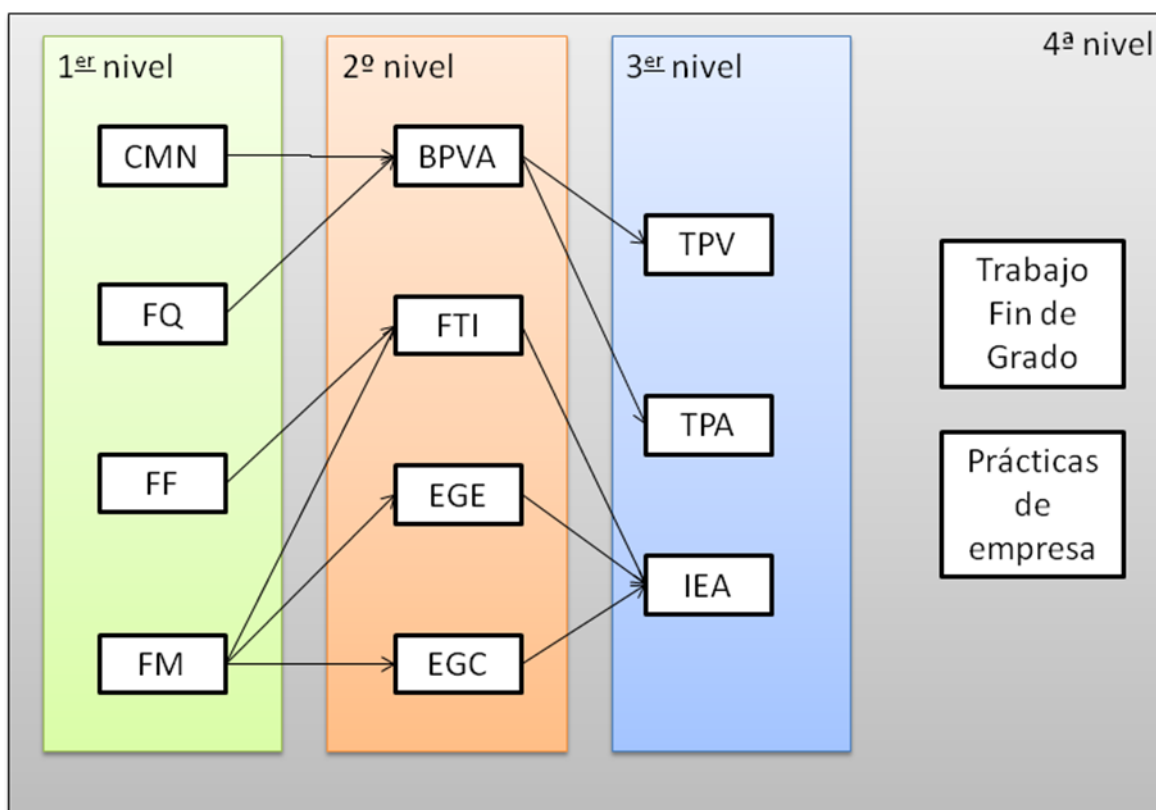 1er nivel
CMN
FQ
FF
FM
2º nivel
BPVA
FTI
EGE
EGC
3er nivel
TPV
TPA
IEA
4ª nivel
Trabajo
Fin de
Grado
Prácticas
de
empresa